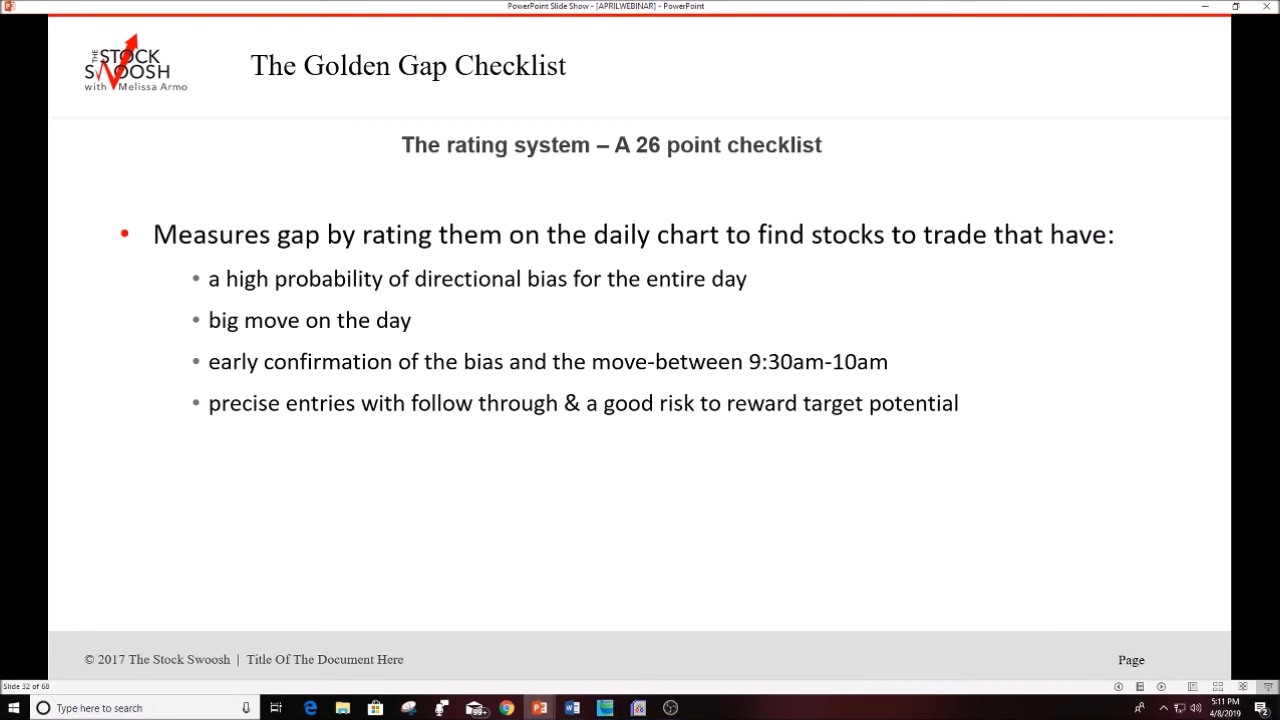 PowerPoint Slide Show - [APRILWEBINAR] - PowerPoint
THE STOCK
SWOOSH
with Melissa Armo
The Golden Gap Checklist
The rating system – A 26 point checklist
• Measures gap by rating them on the daily chart to find stocks to trade that have:
• a high probability of directional bias for the entire day
• big move on the day
• early confirmation of the bias and the move-between 9:30am-10am
• precise entries with follow through & a good risk to reward target potential
© 2017 The Stock Swoosh | Title Of The Document Here
Page
Slide 32 of 68
Type here to search
99+
5:11 PM
4/8/2019
2